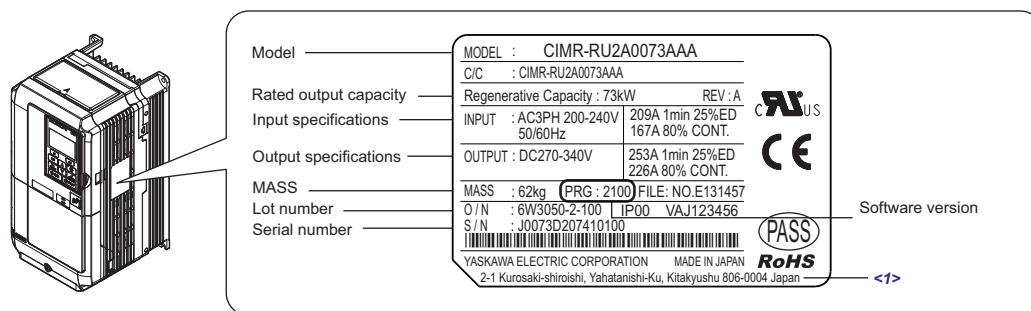 Model
Rated output capacity
Input specifications
Output specifications
MASS
Lot number
Serial number
MODEL : CIMR-RU2A0073AAA
C/C : CIMR-RU2A0073AAA
Regenerative Capacity : 73kW REV : A
INPUT : AC3PH 200-240V 209A 1min 25%ED
50/60Hz 167A 80% CONT.
OUTPUT : DC270-340V 253A 1min 25%ED
226A 80% CONT.
MASS : 62kg PRG : 2100 FILE: NO.E131457
O / N : 6W3050-2-100 IP00 VAJ123456
S / N : J0073D207410100
YASKAWA ELECTRIC CORPORATION MADE IN JAPAN
2-1 Kurosaki-shiroishi, Yahatanishi-Ku, Kitakyushu 806-0004 Japan
C RU US
CE
PASS
RoHS
Software version
<1>